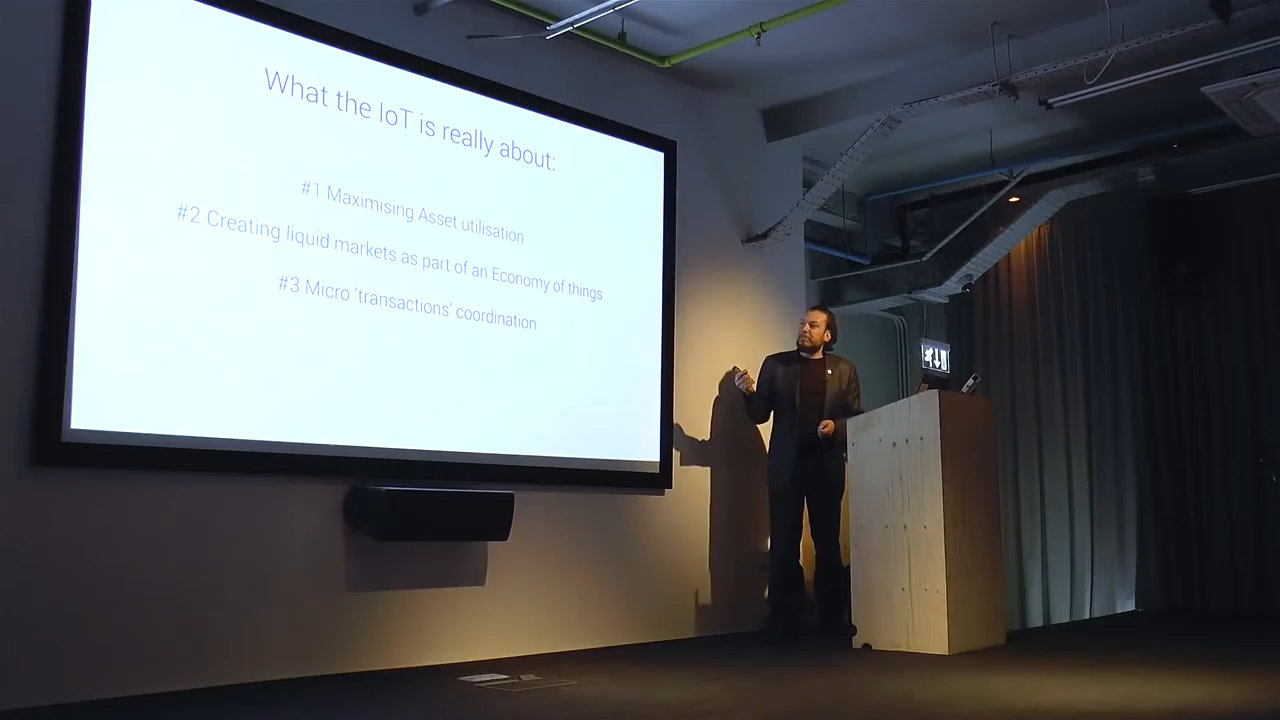 What the IoT is really about:
#1 Maximising Asset utilisation
#2 Creating liquid markets as part of an Economy of things
#3 Micro 'transactions' coordination